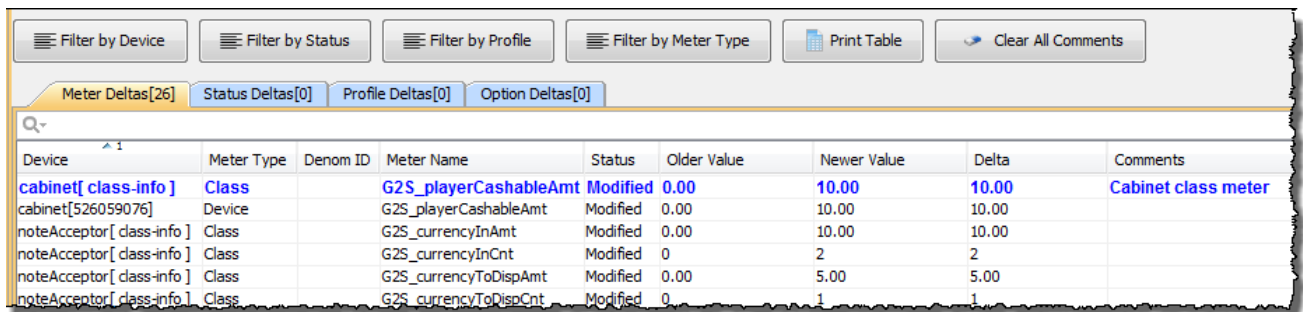 Filter by Device Filter by Status Filter by Profile Filter by Meter Type Print Table Clear All Comments
Meter Deltas[26] Status Deltas[0] Profile Deltas[0] Option Deltas[0]
1
Device Meter Type Denom ID Meter Name Status Older Value Newer Value Delta Comments
cabinet[ class-info ] Class G2S_playerCashableAmt Modified 0.00 10.00 10.00 Cabinet class meter
cabinet[526059076] Device G2S_playerCashableAmt Modified 0.00 10.00 10.00
noteAcceptor[ class-info ] Class G2S_currencyInAmt Modified 0.00 10.00 10.00
noteAcceptor[ class-info ] Class G2S_currencyInCnt Modified 0 2 2
noteAcceptor[ class-info ] Class G2S_currencyToDispAmt Modified 0.00 5.00 5.00
noteAcceptor[ class-info ] Class G2S_currencyToDispCnt Modified 0 1 1